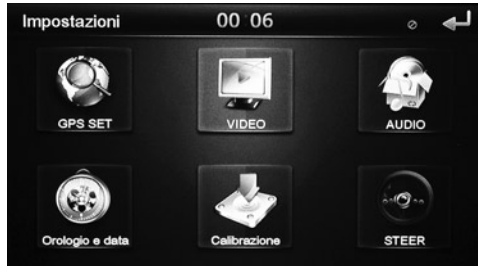 Impostazioni 00 06
GPS SET VIDEO AUDIO
Orologio e data Calibrazione STEER